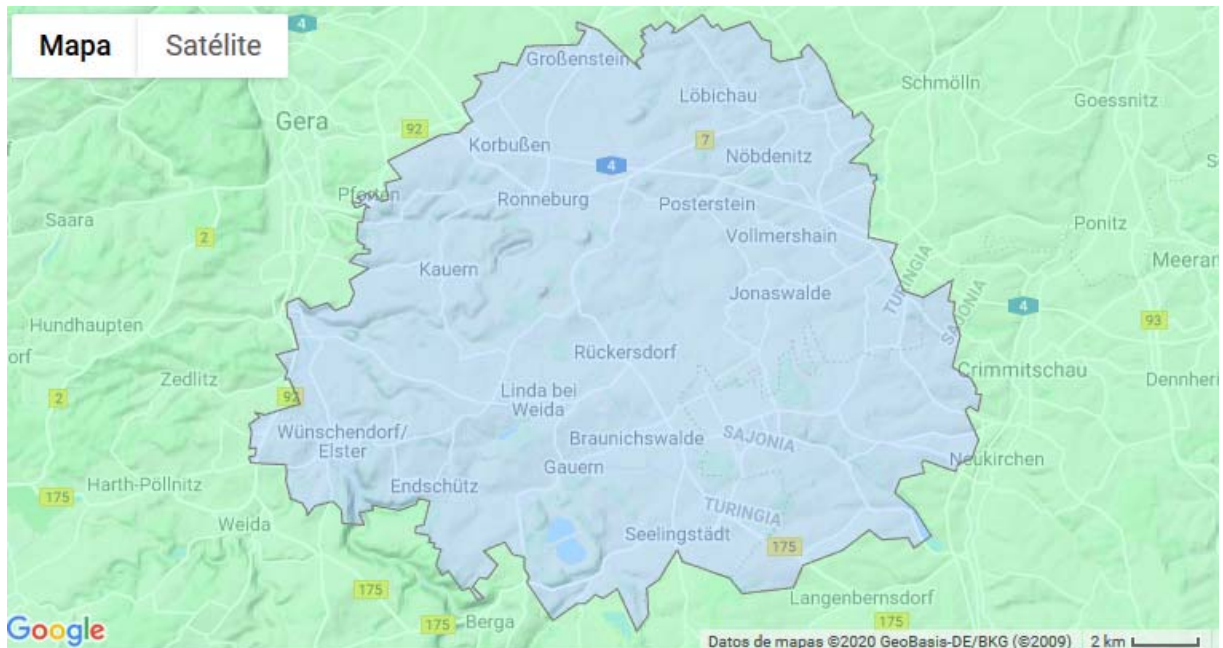 Mapa
Satélite
4
Großenstein
Löbichau
Schmölln
Goessnitz
Gera
92
7
Korbußen
Nöbdenitz
4
Pforten
Ronneburg
Posterstein
Saara
2
Ponitz
Vollmershain
Meeran
Kauern
TURINGIA
Jonaswalde
SAJONIA
4
93
Hundhaupten
orf
Rückersdorf
Zedlitz
Crimmitschau
Dennheri
2
92
Linda bei
Weida
Wünschendorf/
Elster
Braunichswalde
SAJONIA
Neukirchen
Gauern
Harth-Pöllnitz
Endschütz
175
Weida
TURINGIA
Seelingstädt
175
175
Langenbernsdorf
175
Berga
175
Google
Datos de mapas ©2020 GeoBasis-DE/BKG (©2009)
2 km